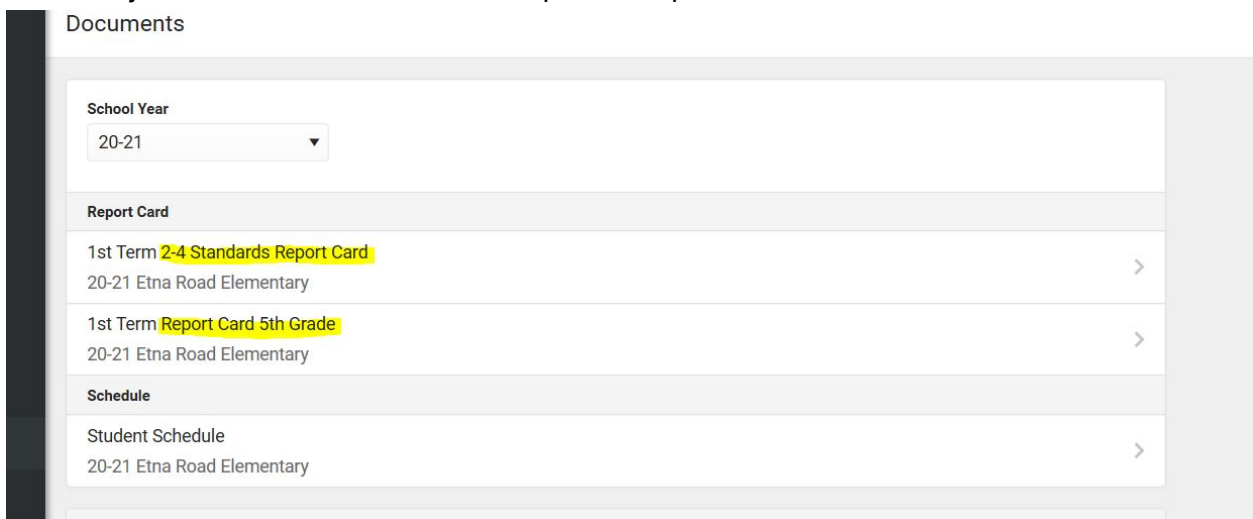 Documents
School Year
20-21
Report Card
1st Term 2-4 Standards Report Card
20-21 Etna Road Elementary
1st Term Report Card 5th Grade
20-21 Etna Road Elementary
Schedule
Student Schedule
20-21 Etna Road Elementary